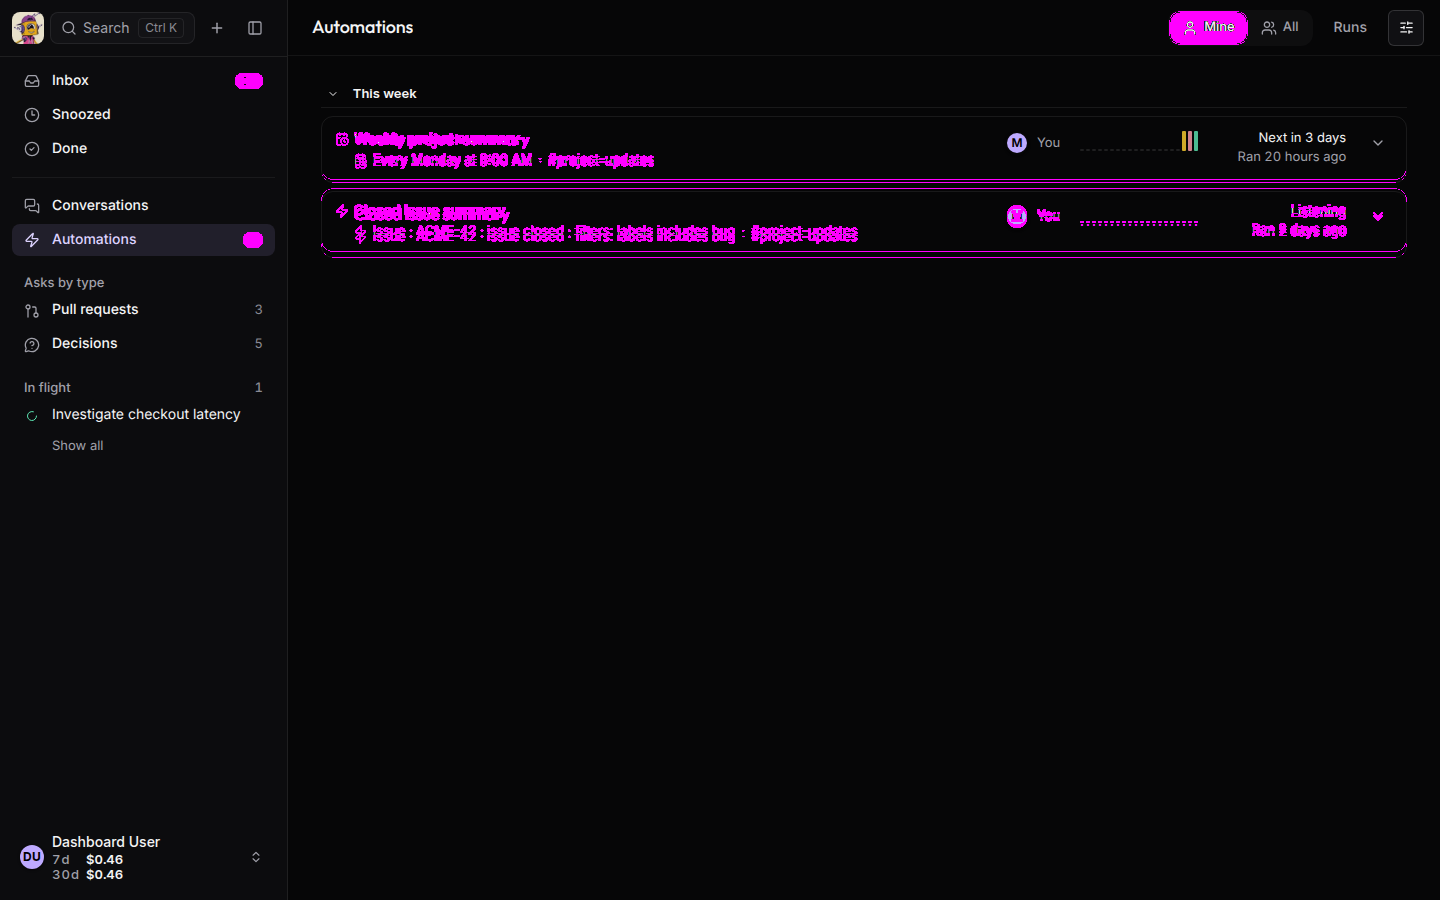 Search Ctrl K
Automations
Mine
All
Runs
Inbox
Snoozed
Done
Conversations
Automations
Asks by type
Pull requests 3
Decisions 5
In flight 1
Investigate checkout latency
Show all
This week
Weekly project summary
Every Monday at 9:00 AM · #project-updates
M You
Next in 3 days
Ran 20 hours ago
Closed issue summary
Issue · ACME-42 · issue closed · Filters: labels includes bug · #project-updates
You
Listening
Ran days ago
DU Dashboard User
7d $0.46
30d $0.46